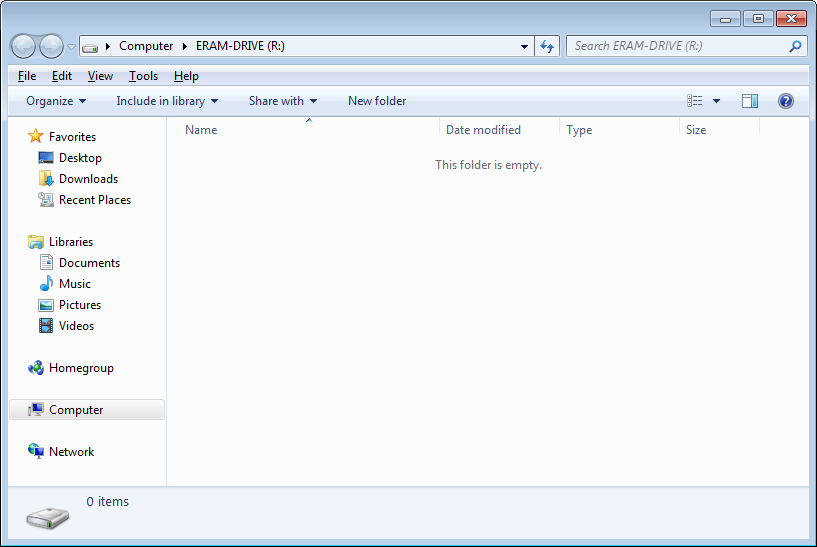 Computer ERAM-DRIVE (R:) Search ERAM-DRIVE (R:)
File Edit View Tools Help
Organize Include in library Share with New folder
Name Date modified Type Size
This folder is empty.
Favorites
Desktop
Downloads
Recent Places
Libraries
Documents
Music
Pictures
Videos
Homegroup
Computer
Network
0 items